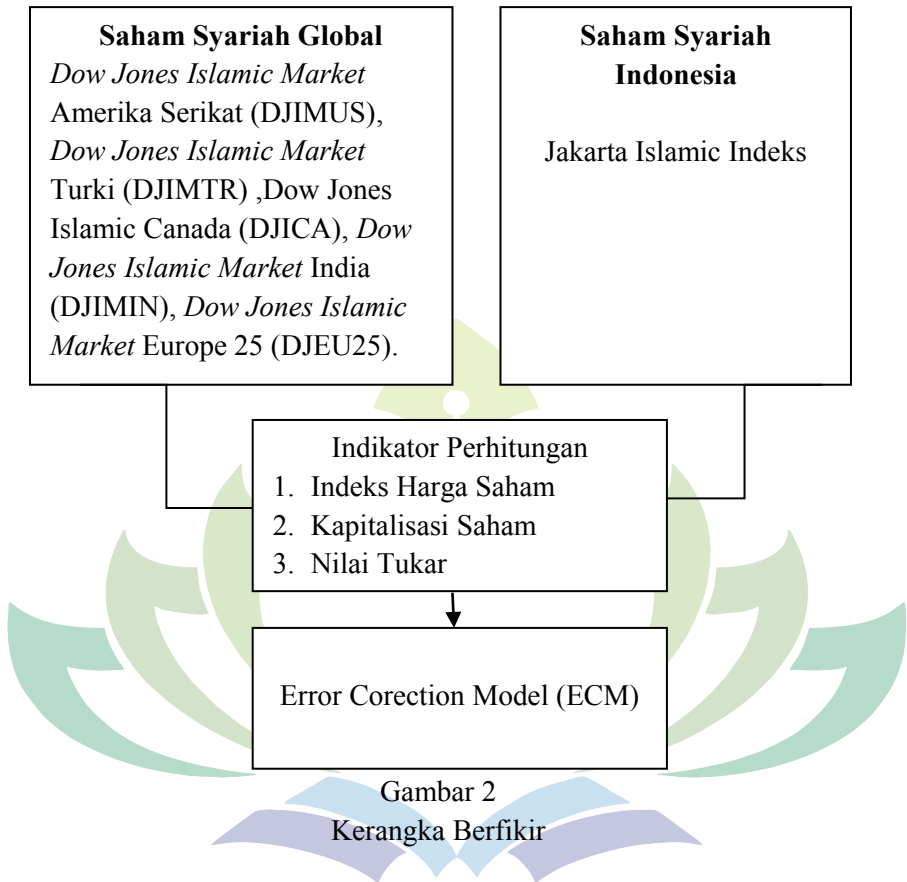 Saham Syariah Global
Dow Jones Islamic Market
Amerika Serikat (DJIMUS),
Dow Jones Islamic Market
Turki (DJIMTR) ,Dow Jones
Islamic Canada (DJICA), Dow
Jones Islamic Market India
(DJIMIN), Dow Jones Islamic
Market Europe 25 (DJEU25).
Saham Syariah
Indonesia
Jakarta Islamic Indeks
Indikator Perhitungan
1. Indeks Harga Saham
2. Kapitalisasi Saham
3. Nilai Tukar
Error Corection Model (ECM)
Gambar 2
Kerangka Berfikir